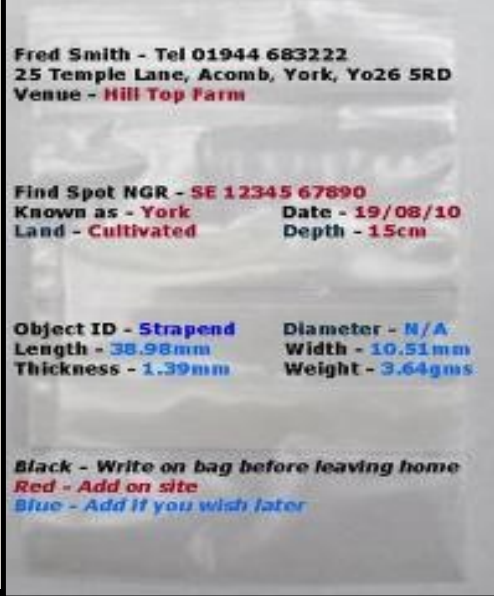 Fred Smith - Tel 01944 683222
25 Temple Lane, Acomb, York, Yo26 5RD
Venue - Hill Top Farm
Find Spot NGR - SE 12345 67890
Known as - York Date - 19/08/10
Land - Cultivated Depth - 15cm
Object ID - Strapend Diameter - N/A
Length - 38.98mm Width - 10.51mm
Thickness - 1.39mm Weight - 3.64gms
Black - Write on bag before leaving home
Red - Add on site
Blue - Add if you wish later